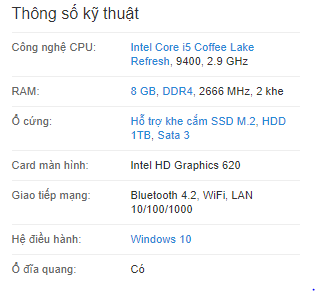 Thông số kỹ thuật
Công nghệ CPU: Intel Core i5 Coffee Lake
Refresh, 9400, 2.9 GHz
RAM: 8 GB, DDR4, 2666 MHz, 2 khe
Ổ cứng: Hỗ trợ khe cắm SSD M.2, HDD
1TB, Sata 3
Card màn hình: Intel HD Graphics 620
Giao tiếp mạng: Bluetooth 4.2, WiFi, LAN
10/100/1000
Hệ điều hành: Windows 10
Ổ đĩa quang: Có
.